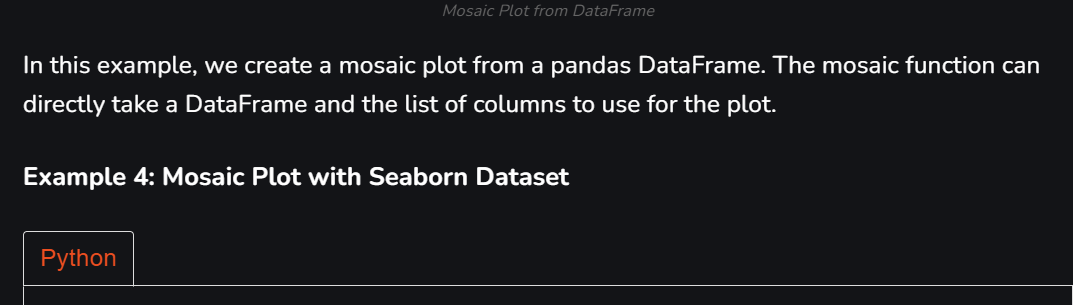 Mosaic Plot from DataFrame
In this example, we create a mosaic plot from a pandas DataFrame. The mosaic function can
directly take a DataFrame and the list of columns to use for the plot.
Example 4: Mosaic Plot with Seaborn Dataset
Python